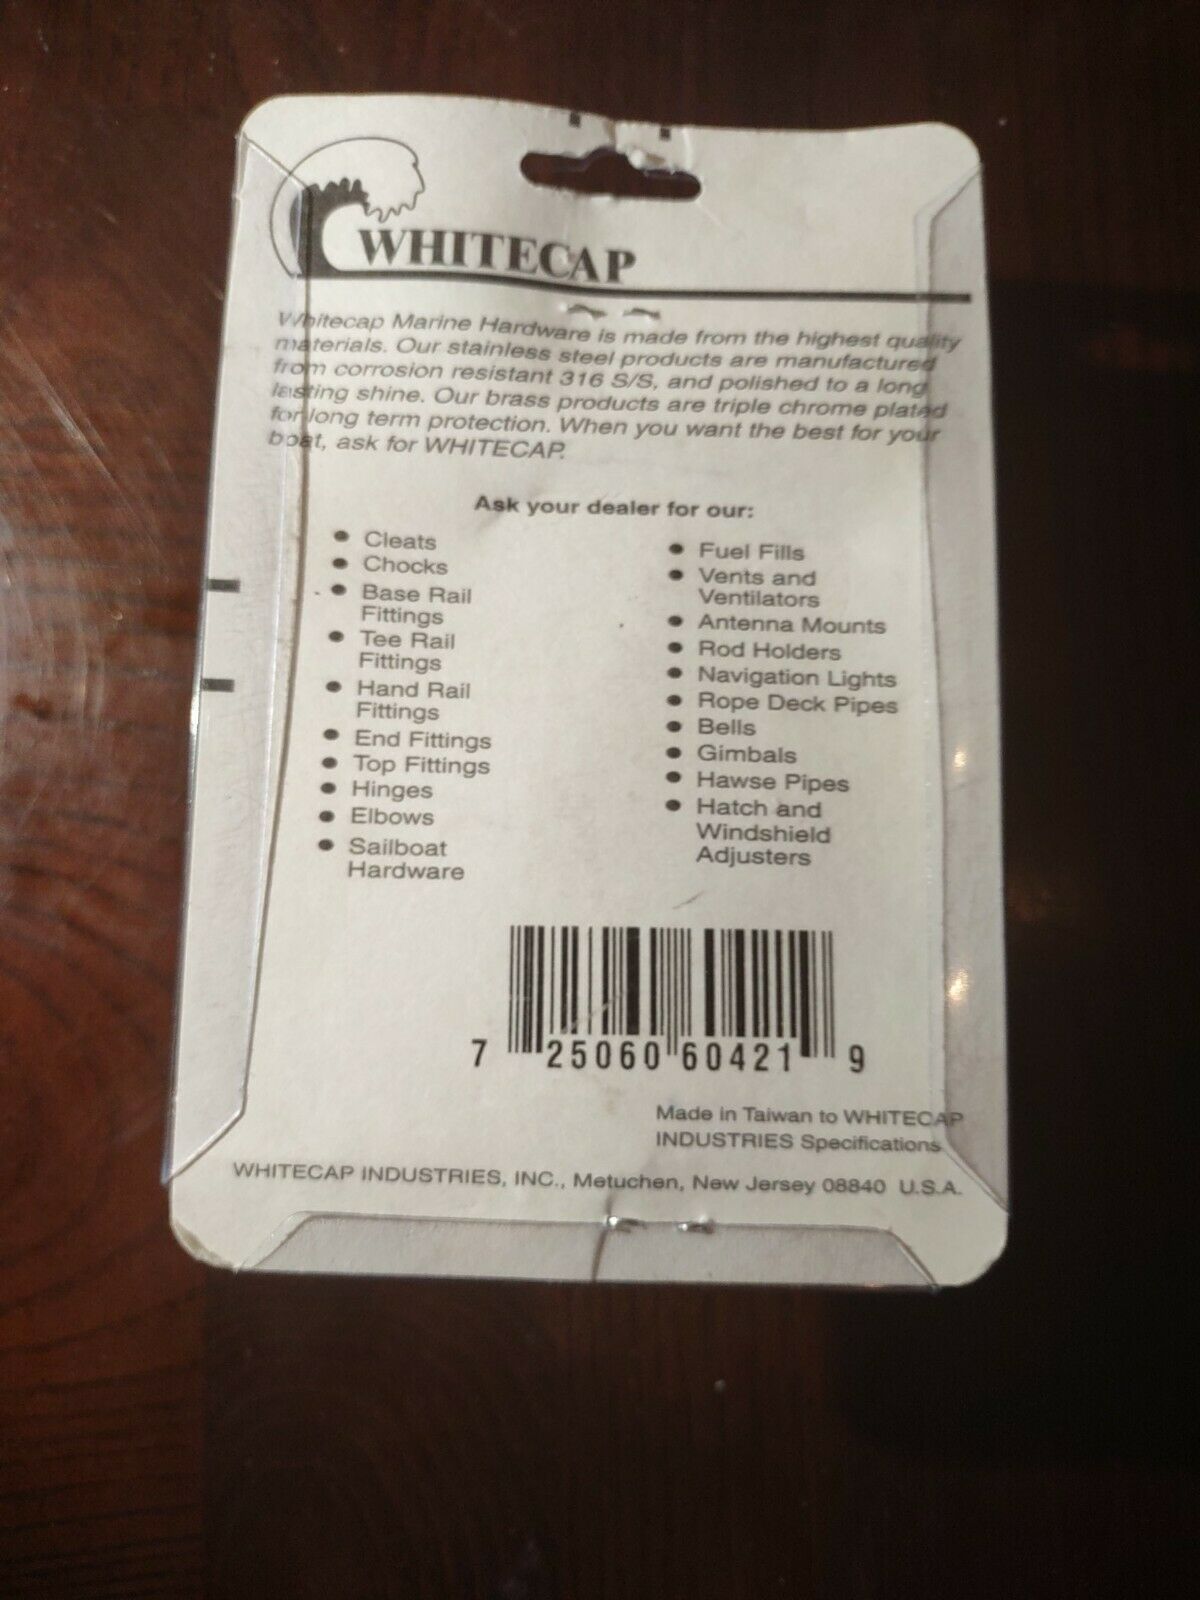 WHITECAP
Whitecap Marine Hardware is made from the highest quality
materials. Our stainless steel products are manufactured
from corrosion resistant 316 S/S, and polished to a long
lasting shine. Our brass products are triple chrome plated
for long term protection. When you want the best for your
boat, ask for WHITECAP.
Ask your dealer for our:
• Cleats
• Chocks
• Base Rail
Fittings
• Tee Rail
Fittings
• Hand Rail
Fittings
• End Fittings
• Top Fittings
• Hinges
• Elbows
• Sailboat
Hardware
• Fuel Fills
• Vents and
Ventilators
• Antenna Mounts
• Rod Holders
• Navigation Lights
• Rope Deck Pipes
• Bells
• Gimbals
• Hawse Pipes
• Hatch and
Windshield
Adjusters
7 25060 60421 9
Made in Taiwan to WHITECAP
INDUSTRIES Specifications
WHITECAP INDUSTRIES, INC., Metuchen, New Jersey 08840 U.S.A.